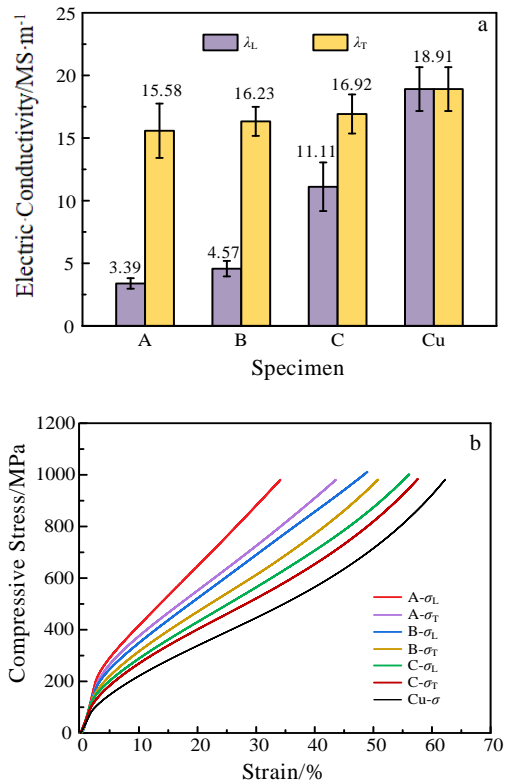 a
λL
λT
25
20
15
10
5
0
Electric·Conductivity/MS·m-1
3.39
15.58
4.57
16.23
11.11
16.92
18.91
A
B
C
Cu
Specimen
b
1200
1000
800
600
400
200
0
Compressive Stress/MPa
A-σL
A-σT
B-σL
B-σT
C-σL
C-σT
Cu-σ
0
10
20
30
40
50
60
70
Strain/%